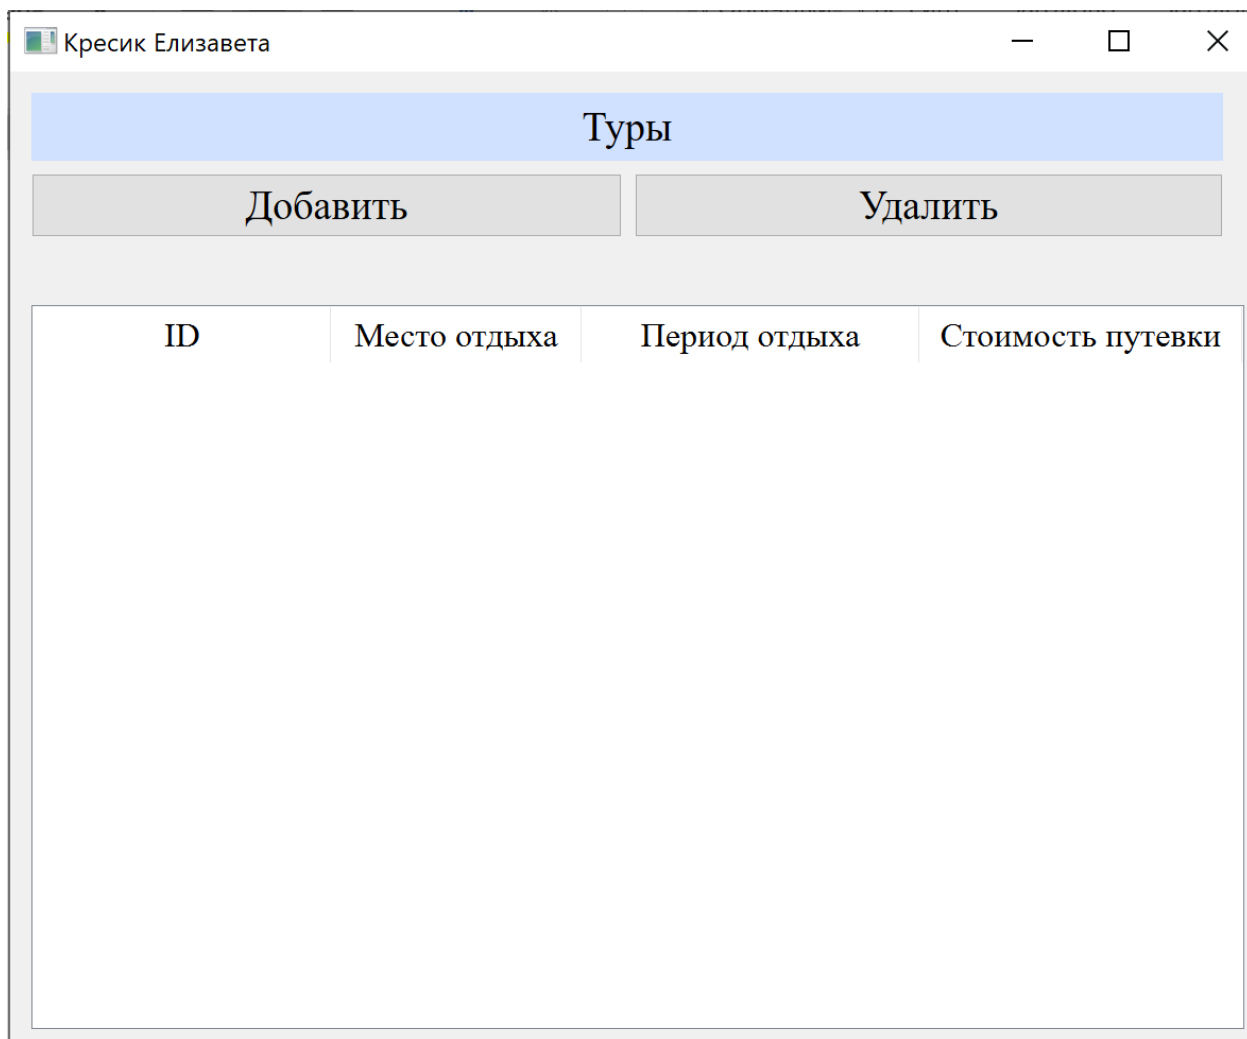 Кресик Елизавета
Туры
Добавить Удалить
ID Место отдыха Период отдыха Стоимость путевки